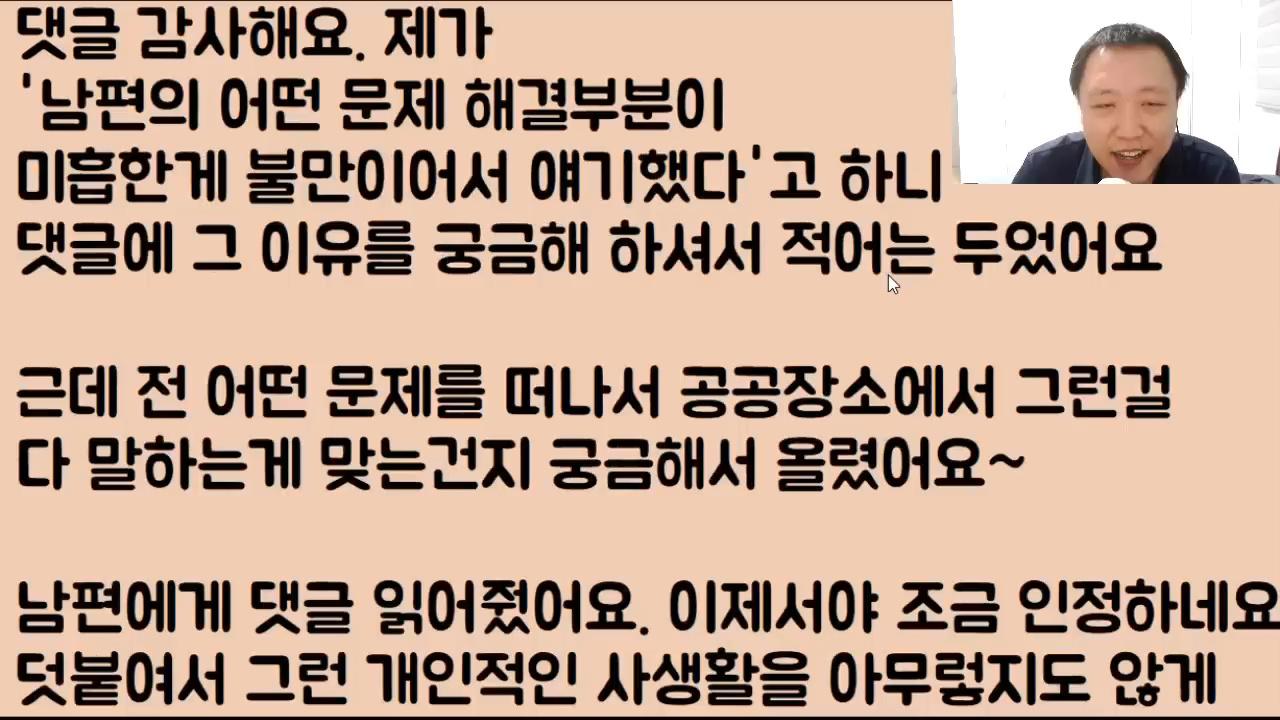 댓글 감사해요. 제가
'남편의 어떤 문제 해결부분이
미흡한게 불만이어서 얘기했다'고 하니
댓글에 그 이유를 궁금해 하셔서 적어는 두었어요
근데 전 어떤 문제를 떠나서 공공장소에서 그런걸
다 말하는게 맞는건지 궁금해서 올렸어요~
남편에게 댓글 읽어줬어요. 이제서야 조금 인정하네요
덧붙여서 그런 개인적인 사생활을 아무렇지도 않게